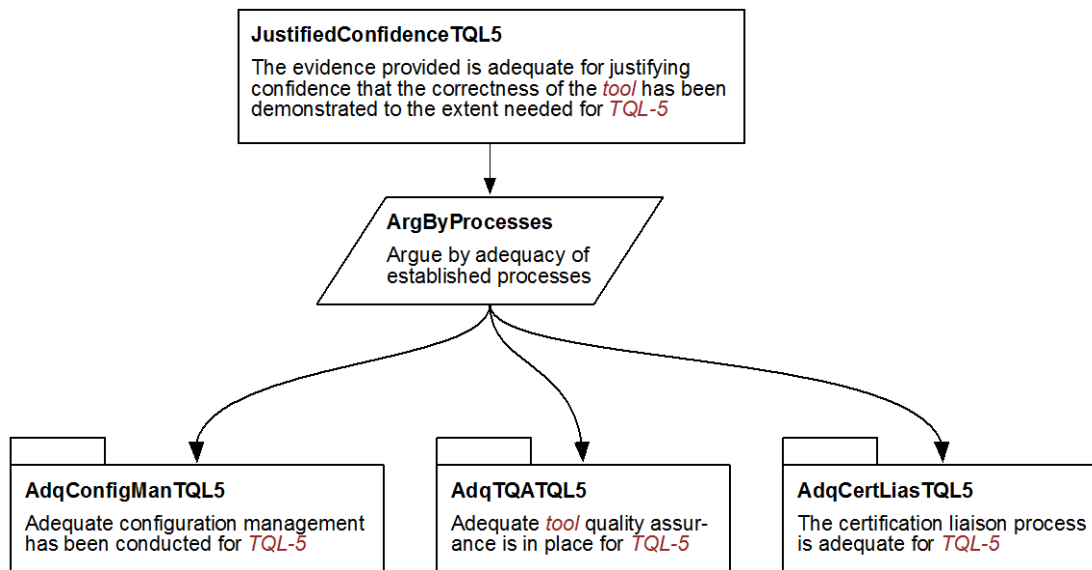 JustifiedConfidenceTQL5
The evidence provided is adequate for justifying
confidence that the correctness of the tool has been
demonstrated to the extent needed for TQL-5
ArgByProcesses
Argue by adequacy of
established processes
AdqConfigManTQL5
Adequate configuration management
has been conducted for TQL-5
AdqTQATQL5
Adequate tool quality assur-
ance is in place for TQL-5
AdqCertLiasTQL5
The certification liaison process
is adequate for TQL-5